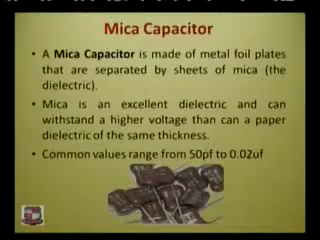 Mica Capacitor
• A Mica Capacitor is made of metal foil plates
that are separated by sheets of mica (the
dielectric).
• Mica is an excellent dielectric and can
withstand a higher voltage than can a paper
dielectric of the same thickness.
• Common values range from 50pf to 0.02uf